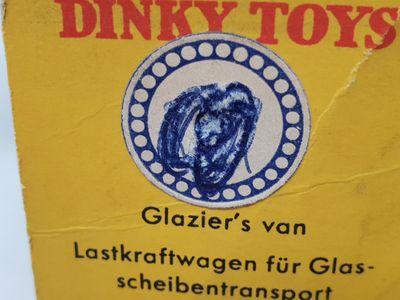 DINKY TOYS
Glazier's van
Lastkraftwagen für Glas-
scheibentransport